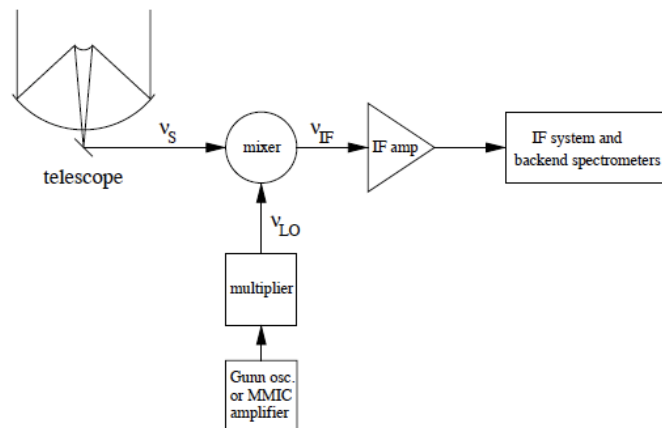 ν_S
mixer
ν_IF
IF amp
IF system and
backend spectrometers
telescope
ν_LO
multiplier
Gunn osc.
or MMIC
amplifier